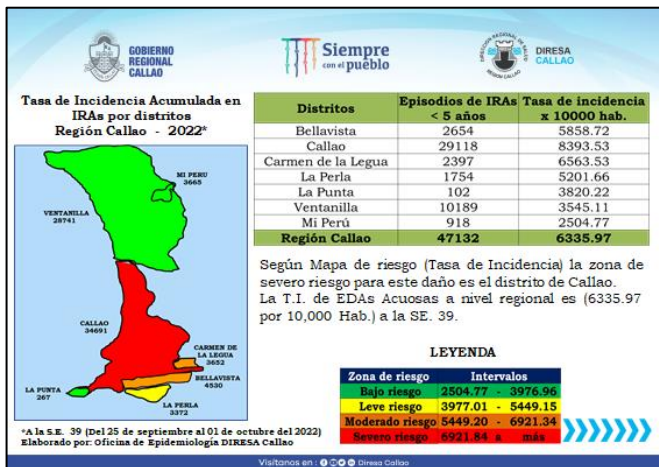 GOBIERNO
REGIONAL
CALLAO
Siempre
con el pueblo
DIRECCION REGIONAL DE SALUD
REGION CALLAO
DIRESA
CALLAO
Tasa de Incidencia Acumulada en
IRAs por distritos
Región Callao - 2022*
MI PERU
3665
VENTANILLA
28741
CALLAO
34691
CARMEN DE
LA LEGUA
3652
BELLAVISTA
4530
LA PUNTA
267
LA PERLA
3372
*A la S.E. 39 (Del 25 de septiembre al 01 de octubre del 2022)
Elaborado por: Oficina de Epidemiología DIRESA Callao
Distritos Episodios de IRAs < 5 años Tasa de incidencia x 10000 hab.
Bellavista 2654 5858.72
Callao 29118 8393.53
Carmen de la Legua 2397 6563.53
La Perla 1754 5201.66
La Punta 102 3820.22
Ventanilla 10189 3545.11
Mi Perú 918 2504.77
Región Callao 47132 6335.97
Según Mapa de riesgo (Tasa de Incidencia) la zona de
severo riesgo para este daño es el distrito de Callao.
La T.I. de EDAs Acuosas a nivel regional es (6335.97
por 10,000 Hab.) a la SE. 39.
LEYENDA
Zona de riesgo Intervalos
Bajo riesgo 2504.77 - 3976.96
Leve riesgo 3977.01 - 5449.15
Moderado riesgo 5449.20 - 6921.34
Severo riesgo 6921.84 a más
Visítanos en : Diresa Callao